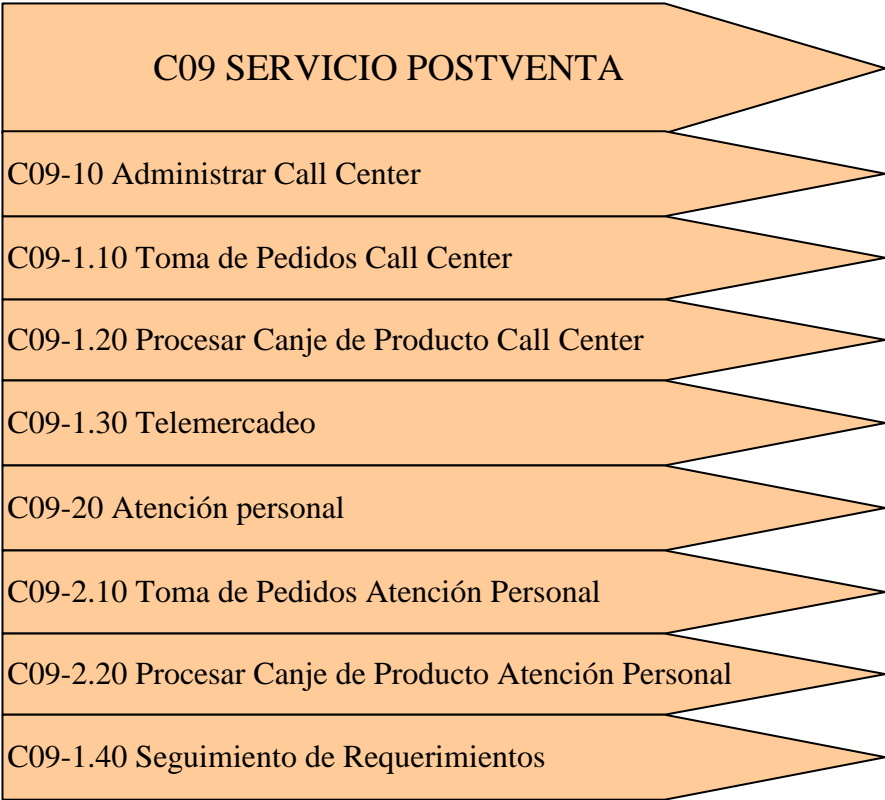 C09 SERVICIO POSTVENTA
C09-10 Administrar Call Center
C09-1.10 Toma de Pedidos Call Center
C09-1.20 Procesar Canje de Producto Call Center
C09-1.30 Telemercadeo
C09-20 Atención personal
C09-2.10 Toma de Pedidos Atención Personal
C09-2.20 Procesar Canje de Producto Atención Personal
C09-1.40 Seguimiento de Requerimientos